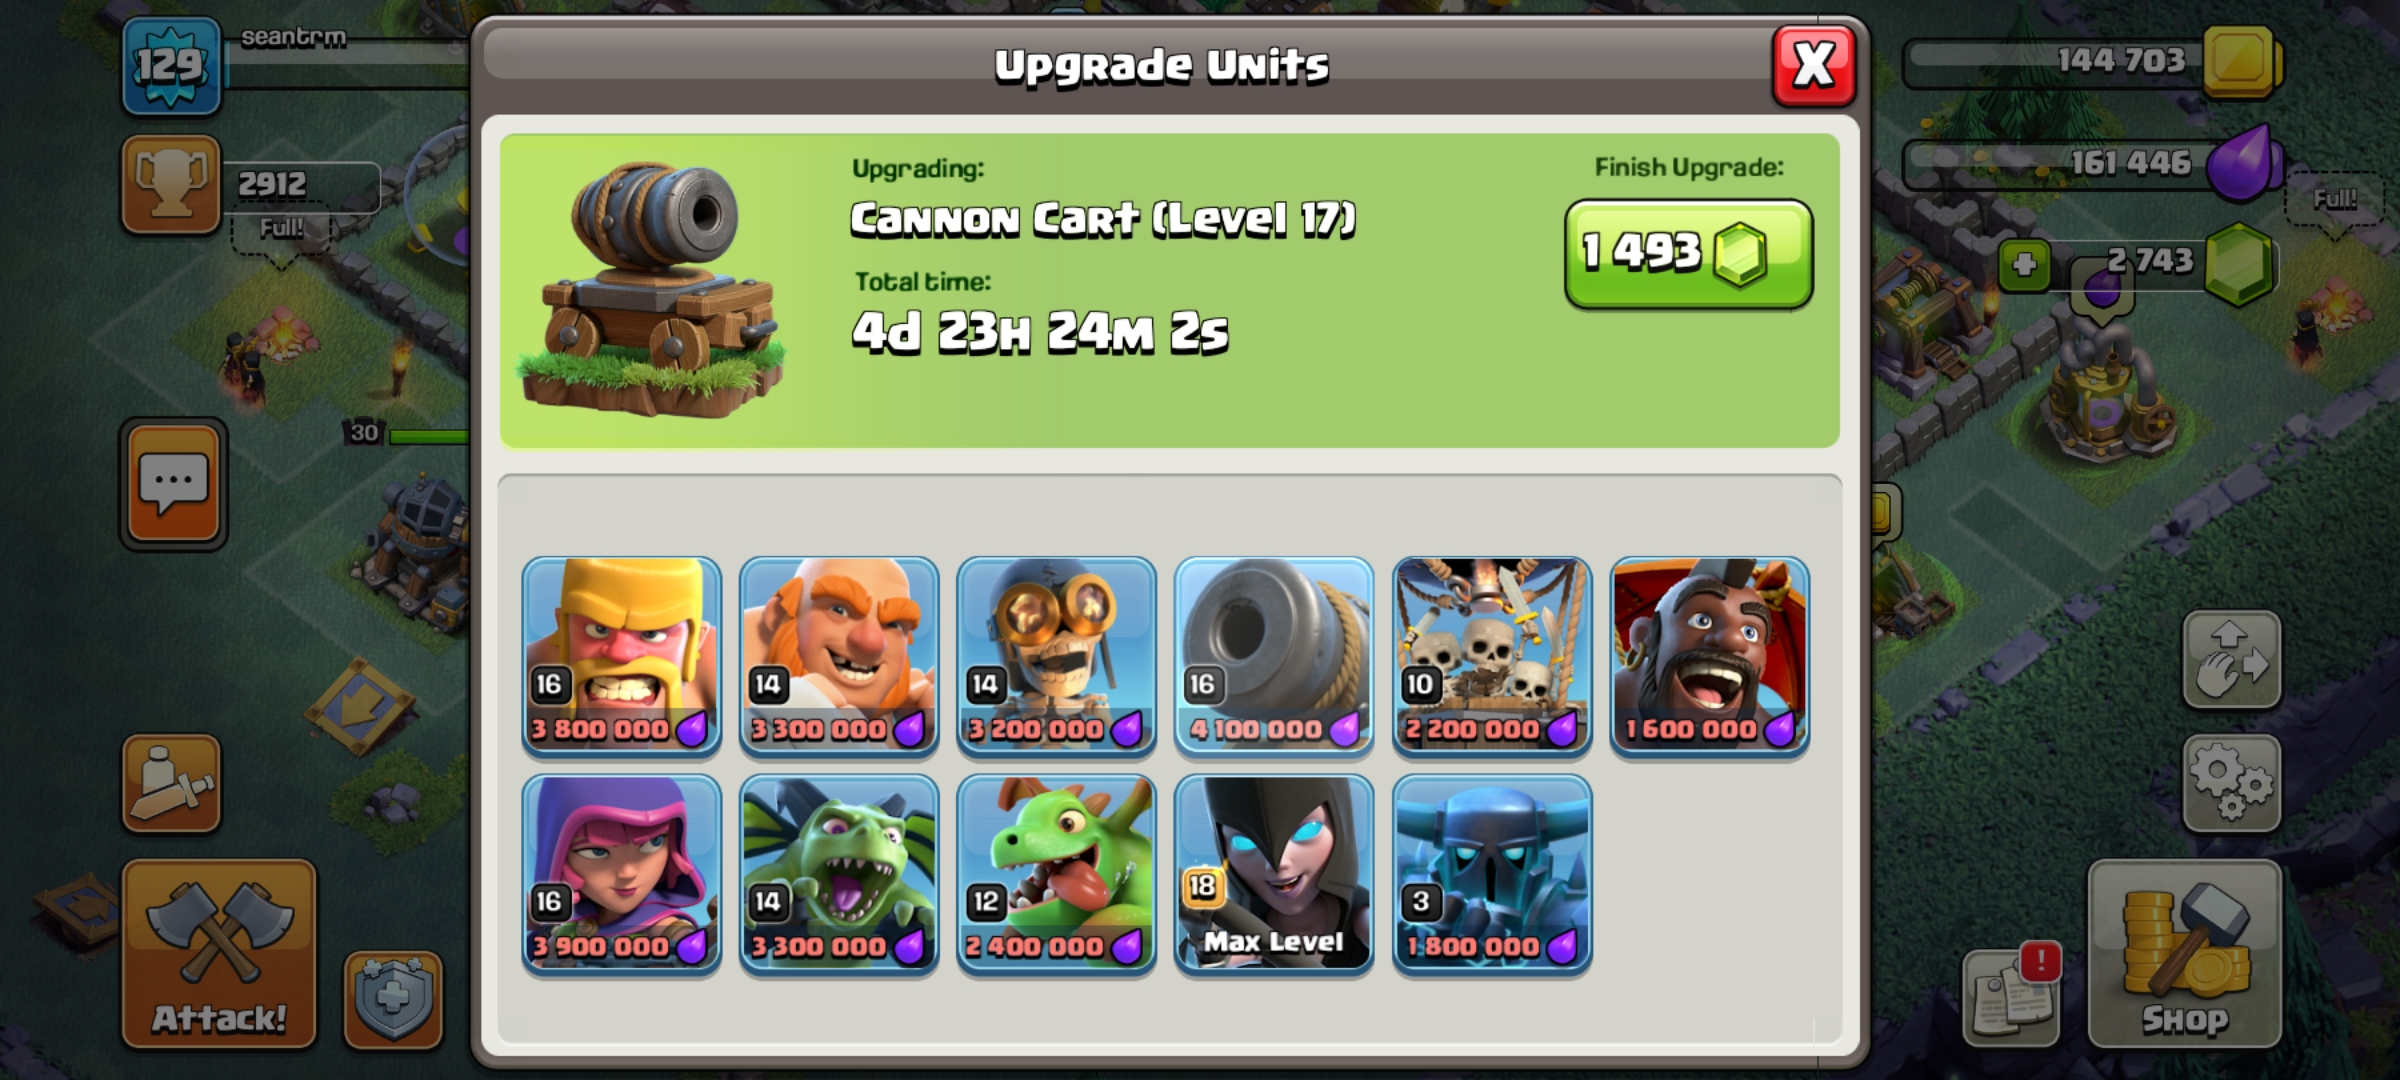 129
seantrm
2912
Full!
30
Attack!
Upgrade Units
X
Upgrading:
Cannon Cart (Level 17)
Total time:
4d 23H 24M 2s
Finish Upgrade:
1 493
16
3 800 000
14
3 300 000
14
3 200 000
16
4 100 000
10
2 200 000
1 600 000
16
3 900 000
14
3 300 000
12
2 400 000
18
Max Level
3
1 800 000
144 703
161 446
Full!
2 743
!
Shop